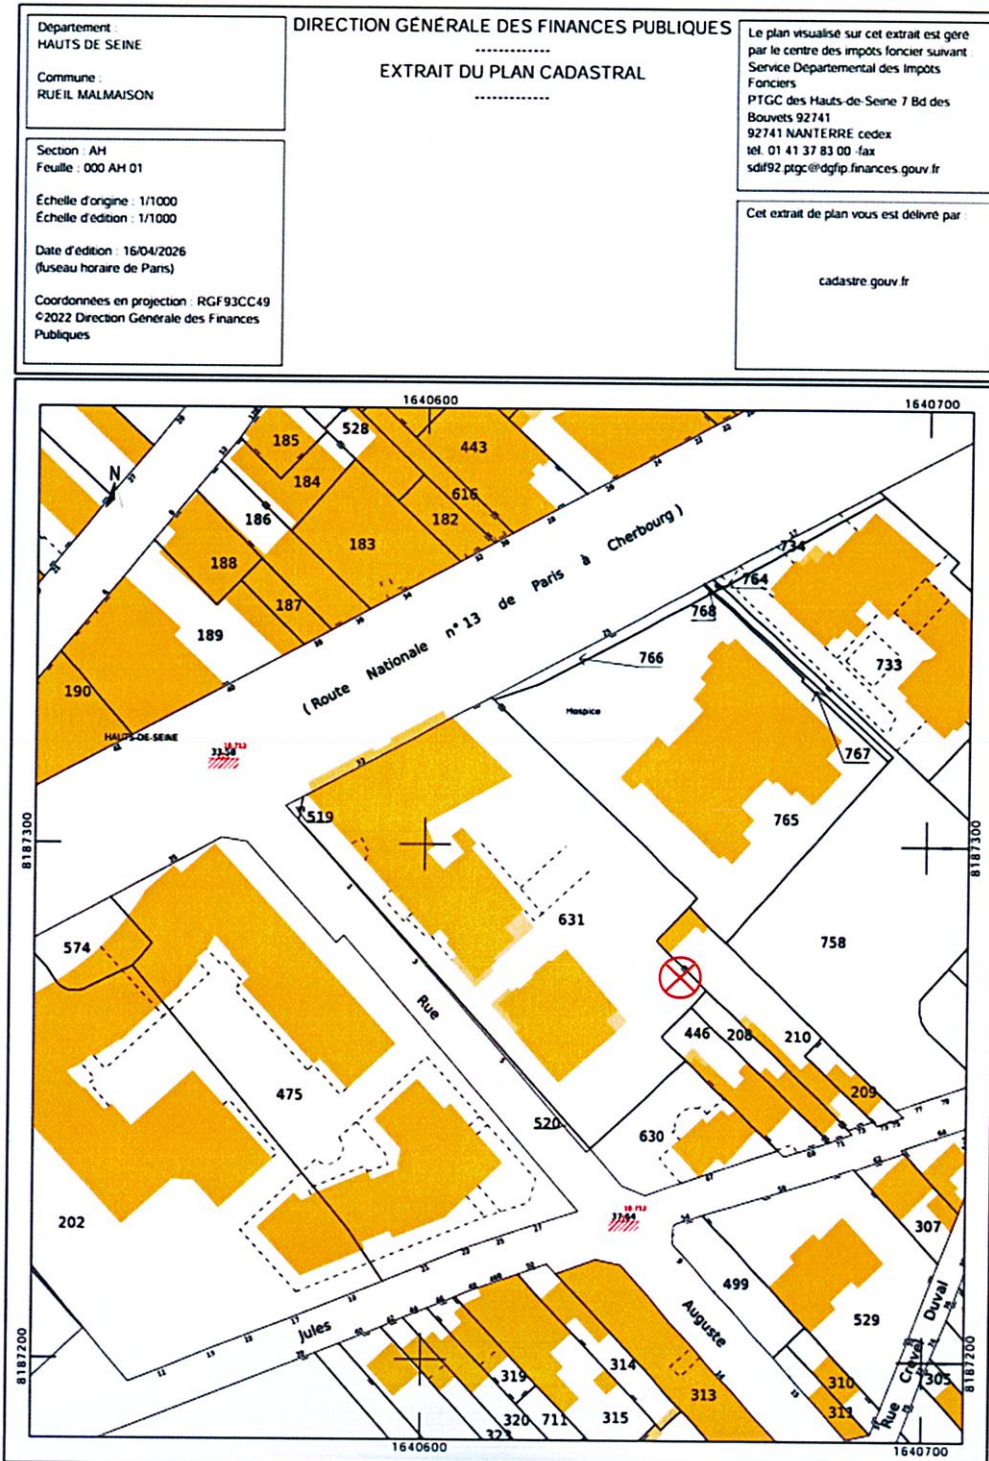 Département :
HAUTS DE SEINE
Commune :
RUEIL MALMAISON
Section : AH
Feuille : 000 AH 01
Échelle d'origine : 1/1000
Échelle d'édition : 1/1000
Date d'édition : 16/04/2026
(fuseau horaire de Paris)
Coordonnées en projection : RGF93CC49
©2022 Direction Générale des Finances
Publiques
DIRECTION GÉNÉRALE DES FINANCES PUBLIQUES
------------
EXTRAIT DU PLAN CADASTRAL
------------
Le plan visualisé sur cet extrait est géré
par le centre des impôts foncier suivant :
Service Départemental des Impôts
Fonciers
PTGC des Hauts-de-Seine 7 Bd des
Bouvets 92741
92741 NANTERRE cedex
tél. 01 41 37 83 00 -fax
sdif92.ptgc@dgfip.finances.gouv.fr
Cet extrait de plan vous est délivré par :
cadastre.gouv.fr
1640600
1640700
N
185
528
443
184
616
186
182
183
188
187
189
190
HAUTS-DE-SEINE
( Route Nationale n° 13 de Paris à Cherbourg )
734
764
768
766
733
Hospice
767
765
519
8187300
8187300
631
758
574
Rue
446
208
210
209
475
520
630
202
37.64
307
499
529
Auguste
Jules
Rue Crevel Duval
319
314
313
310
305
320
711
315
311
323
8187200
8187200
1640600
1640700